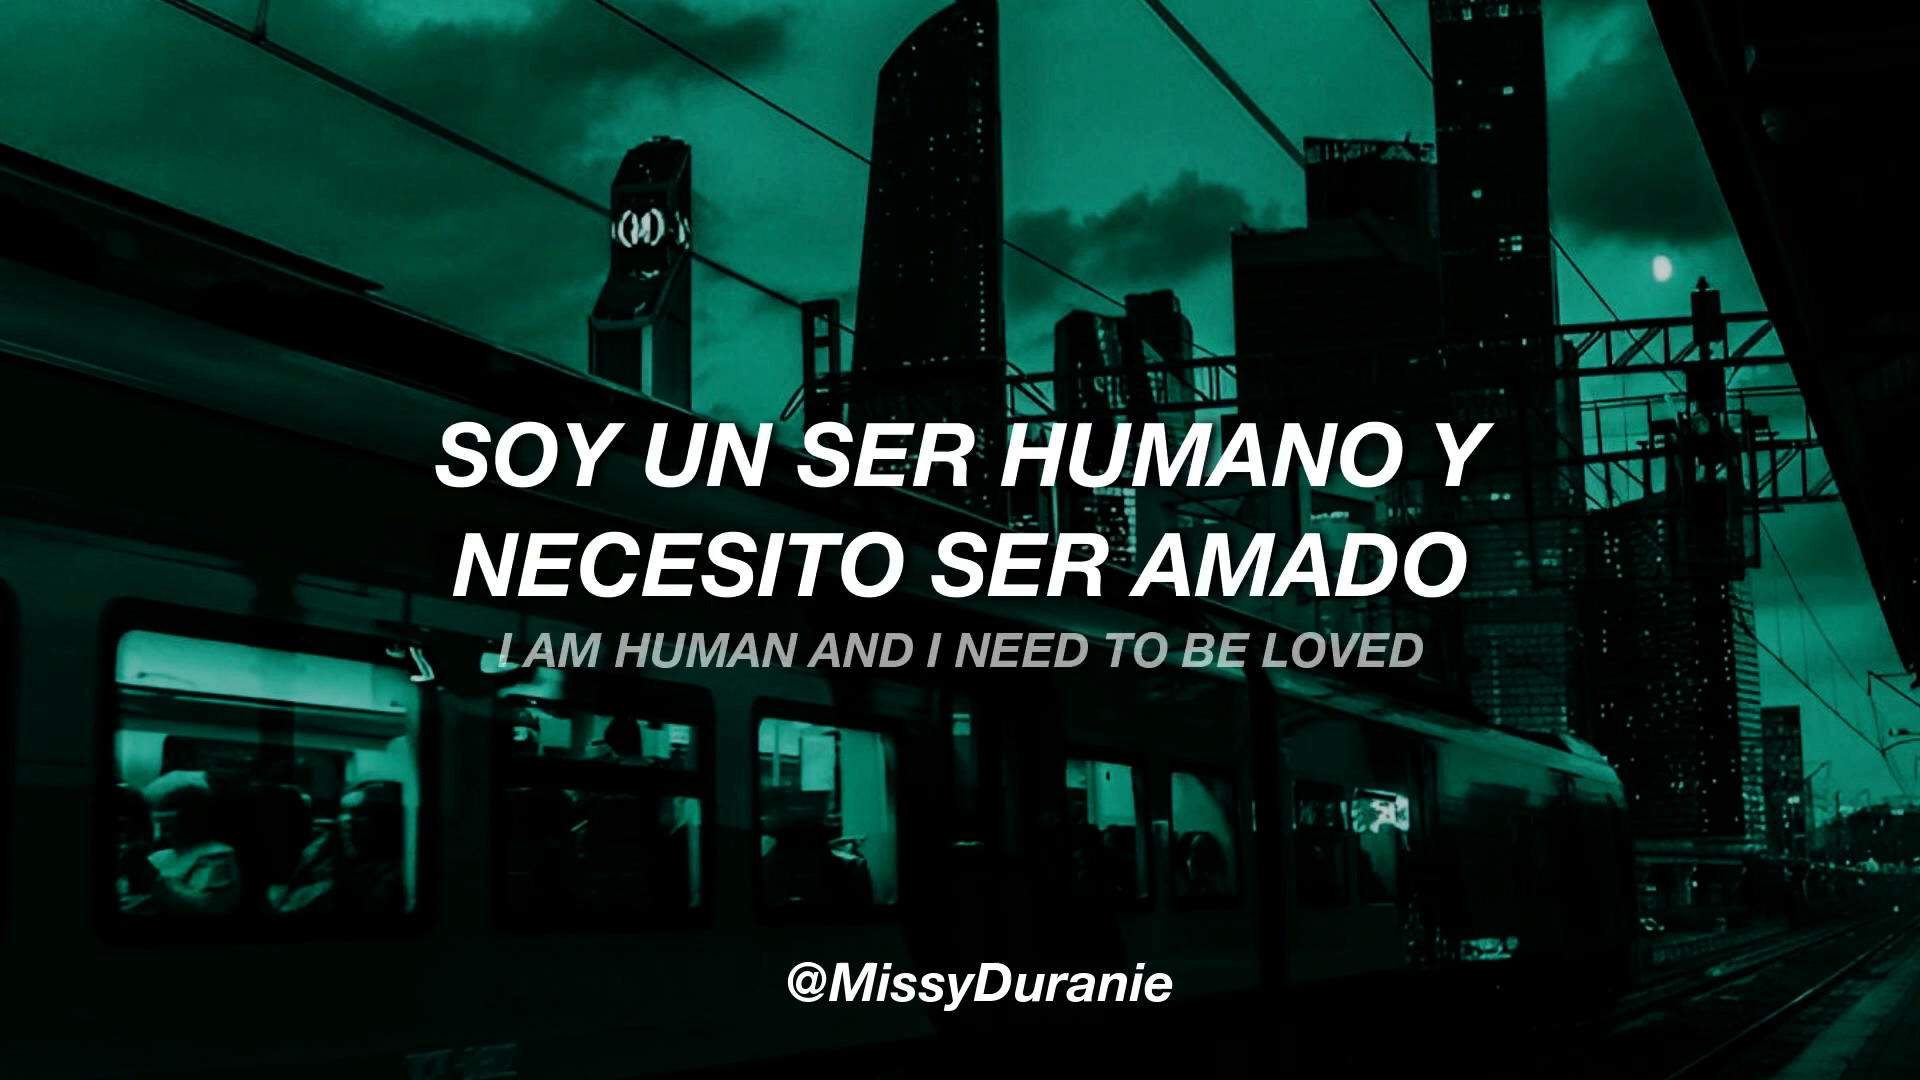 SOY UN SER HUMANO Y
NECESITO SER AMADO
I AM HUMAN AND I NEED TO BE LOVED
@MissyDuranie